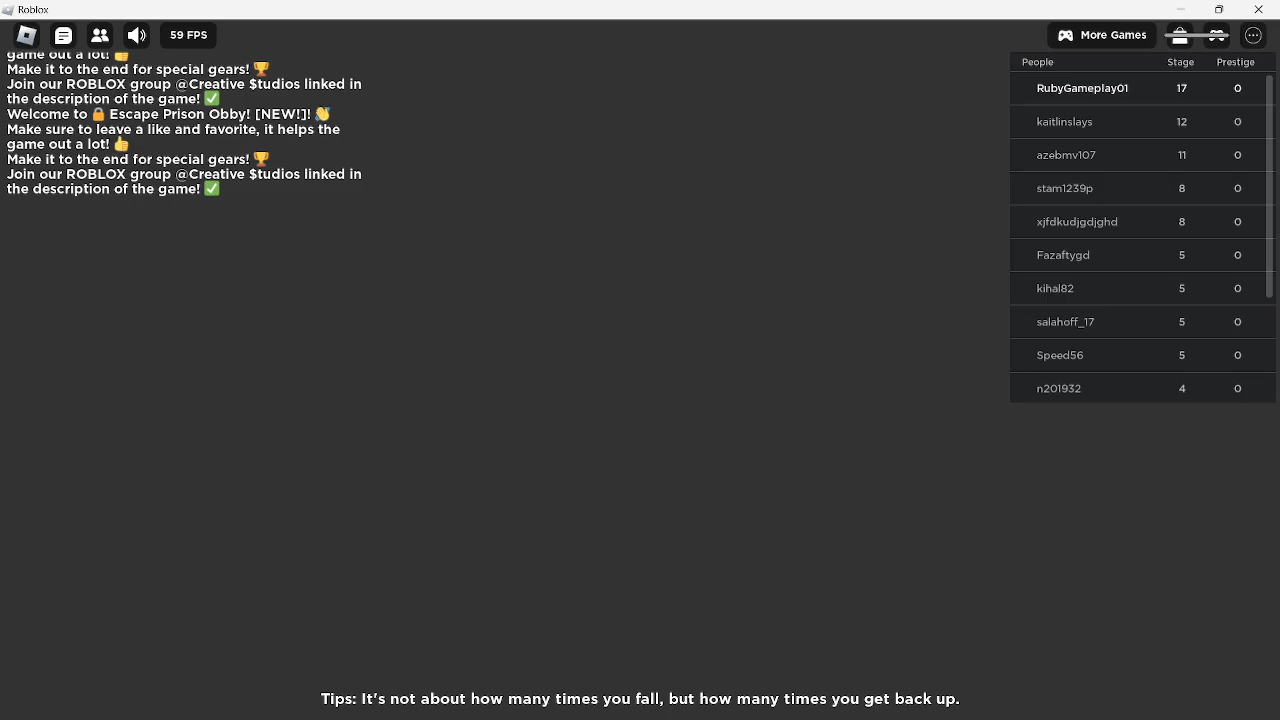 Roblox
59 FPS
More Games
game out a lot! 👍
Make it to the end for special gears! 🏆
Join our ROBLOX group @Creative $tudios linked in
the description of the game! ✅
Welcome to 🔒 Escape Prison Obby! [NEW!]! 👋
Make sure to leave a like and favorite, it helps the
game out a lot! 👍
Make it to the end for special gears! 🏆
Join our ROBLOX group @Creative $tudios linked in
the description of the game! ✅
People Stage Prestige
RubyGameplay01 17 0
kaitlinslays 12 0
azebmv107 11 0
stam1239p 8 0
xjfdkudjgdjghd 8 0
Fazaftygd 5 0
kihal82 5 0
salahoff_17 5 0
Speed56 5 0
n201932 4 0
Tips: It's not about how many times you fall, but how many times you get back up.